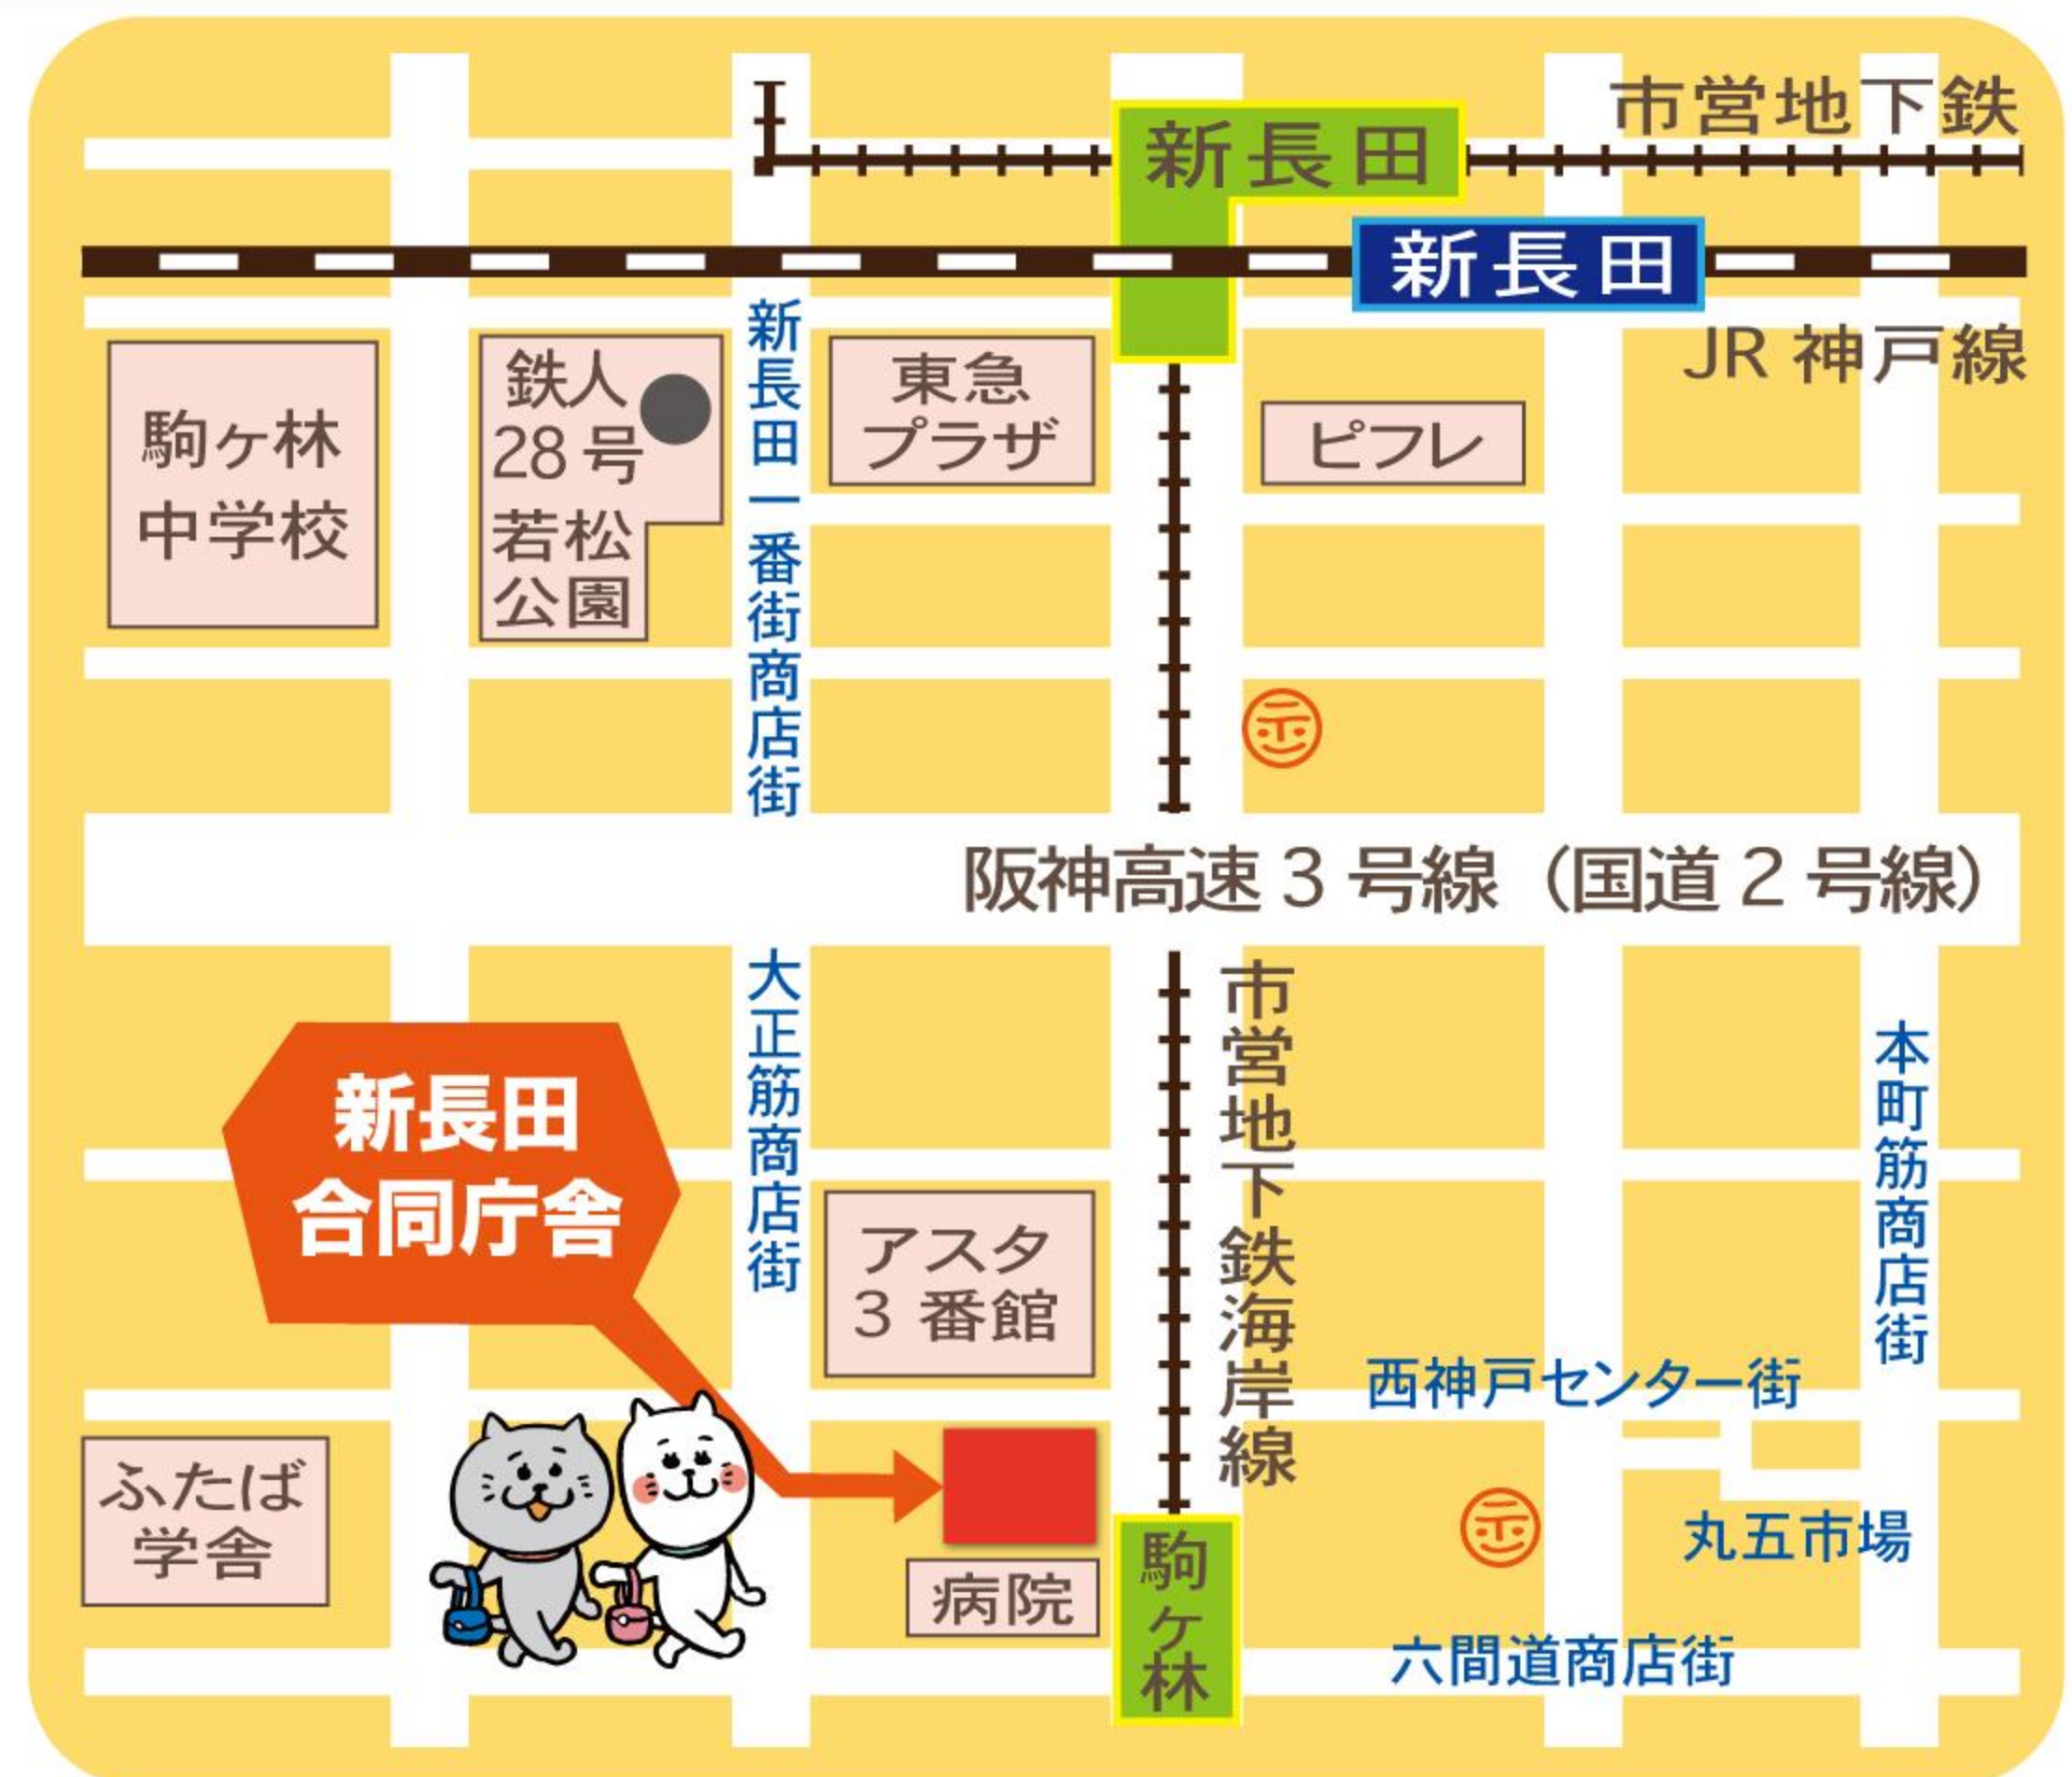 市営地下鉄
新長田
新長田
JR 神戸線
駒ヶ林
中学校
鉄人
28 号
若松
公園
新長田一番街商店街
東急
プラザ
ピフレ
阪神高速 3 号線（国道 2 号線）
大正筋商店街
市営地下鉄海岸線
本町筋商店街
新長田
合同庁舎
アスタ
3 番館
西神戸センター街
ふたば
学舎
丸五市場
病院
駒ヶ林
六間道商店街